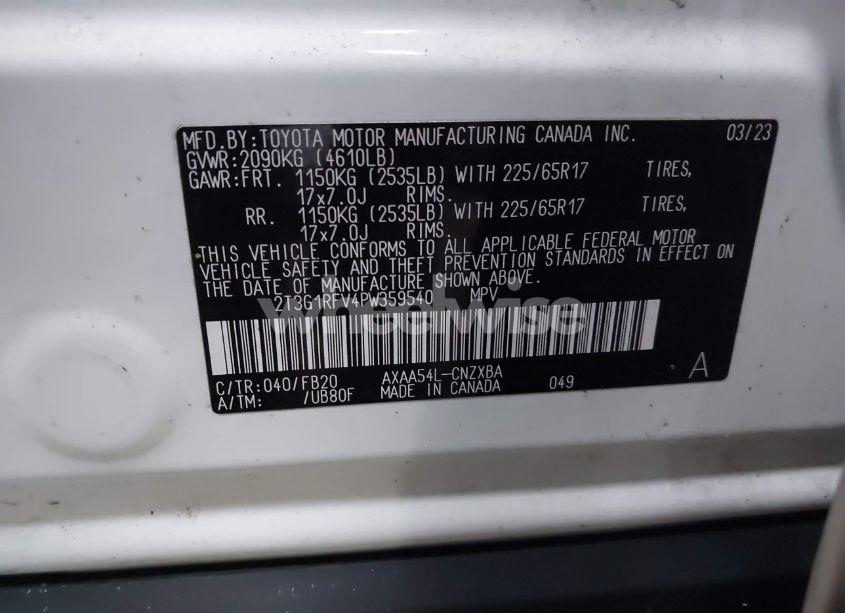 MFD.BY:TOYOTA MOTOR MANUFACTURING CANADA INC. 03/23
GVWR:2090KG (4610LB)
GAWR:FRT. 1150KG (2535LB) WITH 225/65R17 TIRES,
17x7.0J RIMS.
RR. 1150KG (2535LB) WITH 225/65R17 TIRES,
17x7.0J RIMS.
THIS VEHICLE CONFORMS TO ALL APPLICABLE FEDERAL MOTOR
VEHICLE SAFETY AND THEFT PREVENTION STANDARDS IN EFFECT ON
THE DATE OF MANUFACTURE SHOWN ABOVE.
2T3G1RFV4PW359540 MPV
wheelwise
C/TR:040/FB20 AXAA54L-CNZXBA 049 A
A/TM: /UB80F MADE IN CANADA